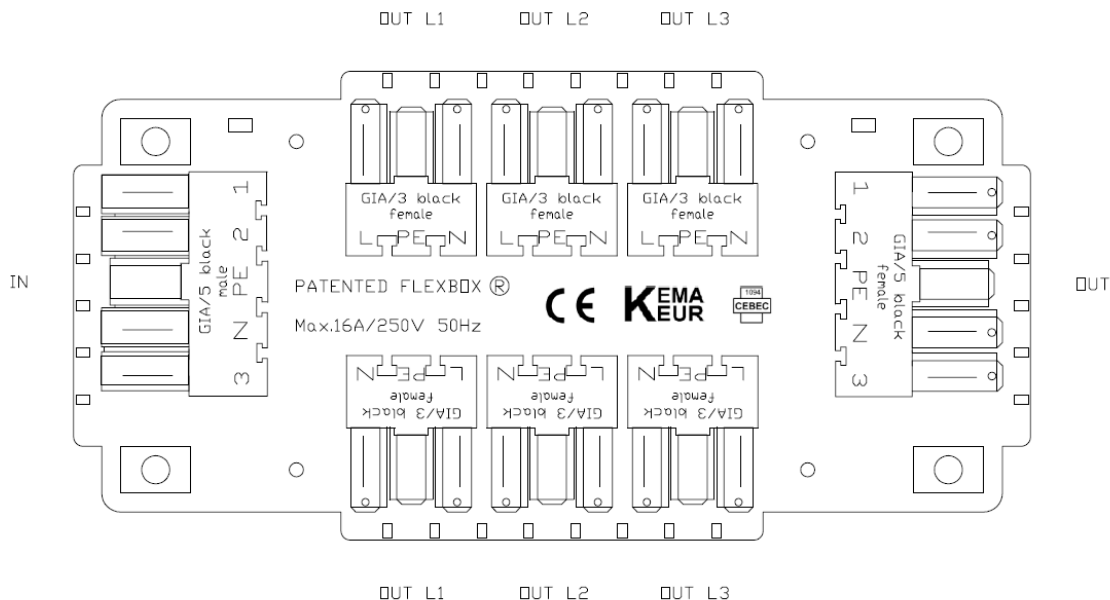 OUT L1
OUT L2
OUT L3
GIA/3 black
female
L PE N
GIA/3 black
female
L PE N
GIA/3 black
female
L PE N
IN
GIA/5 black
male
1
2
PE
N
3
PATENTED FLEXBOX ®
Max.16A/250V 50Hz
CE
KEMA
KEUR
1094
CEBEC
1
2
PE
N
3
GIA/5 black
female
OUT
L PE N
GIA/3 black
female
L PE N
GIA/3 black
female
L PE N
GIA/3 black
female
OUT L1
OUT L2
OUT L3